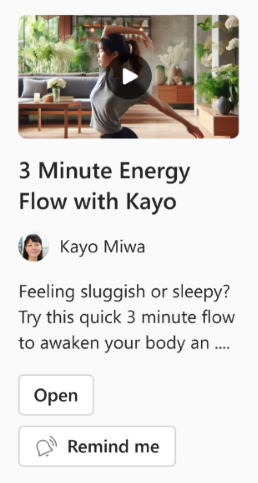 3 Minute Energy
Flow with Kayo
Kayo Miwa
Feeling sluggish or sleepy?
Try this quick 3 minute flow
to awaken your body an ....
Open
Remind me